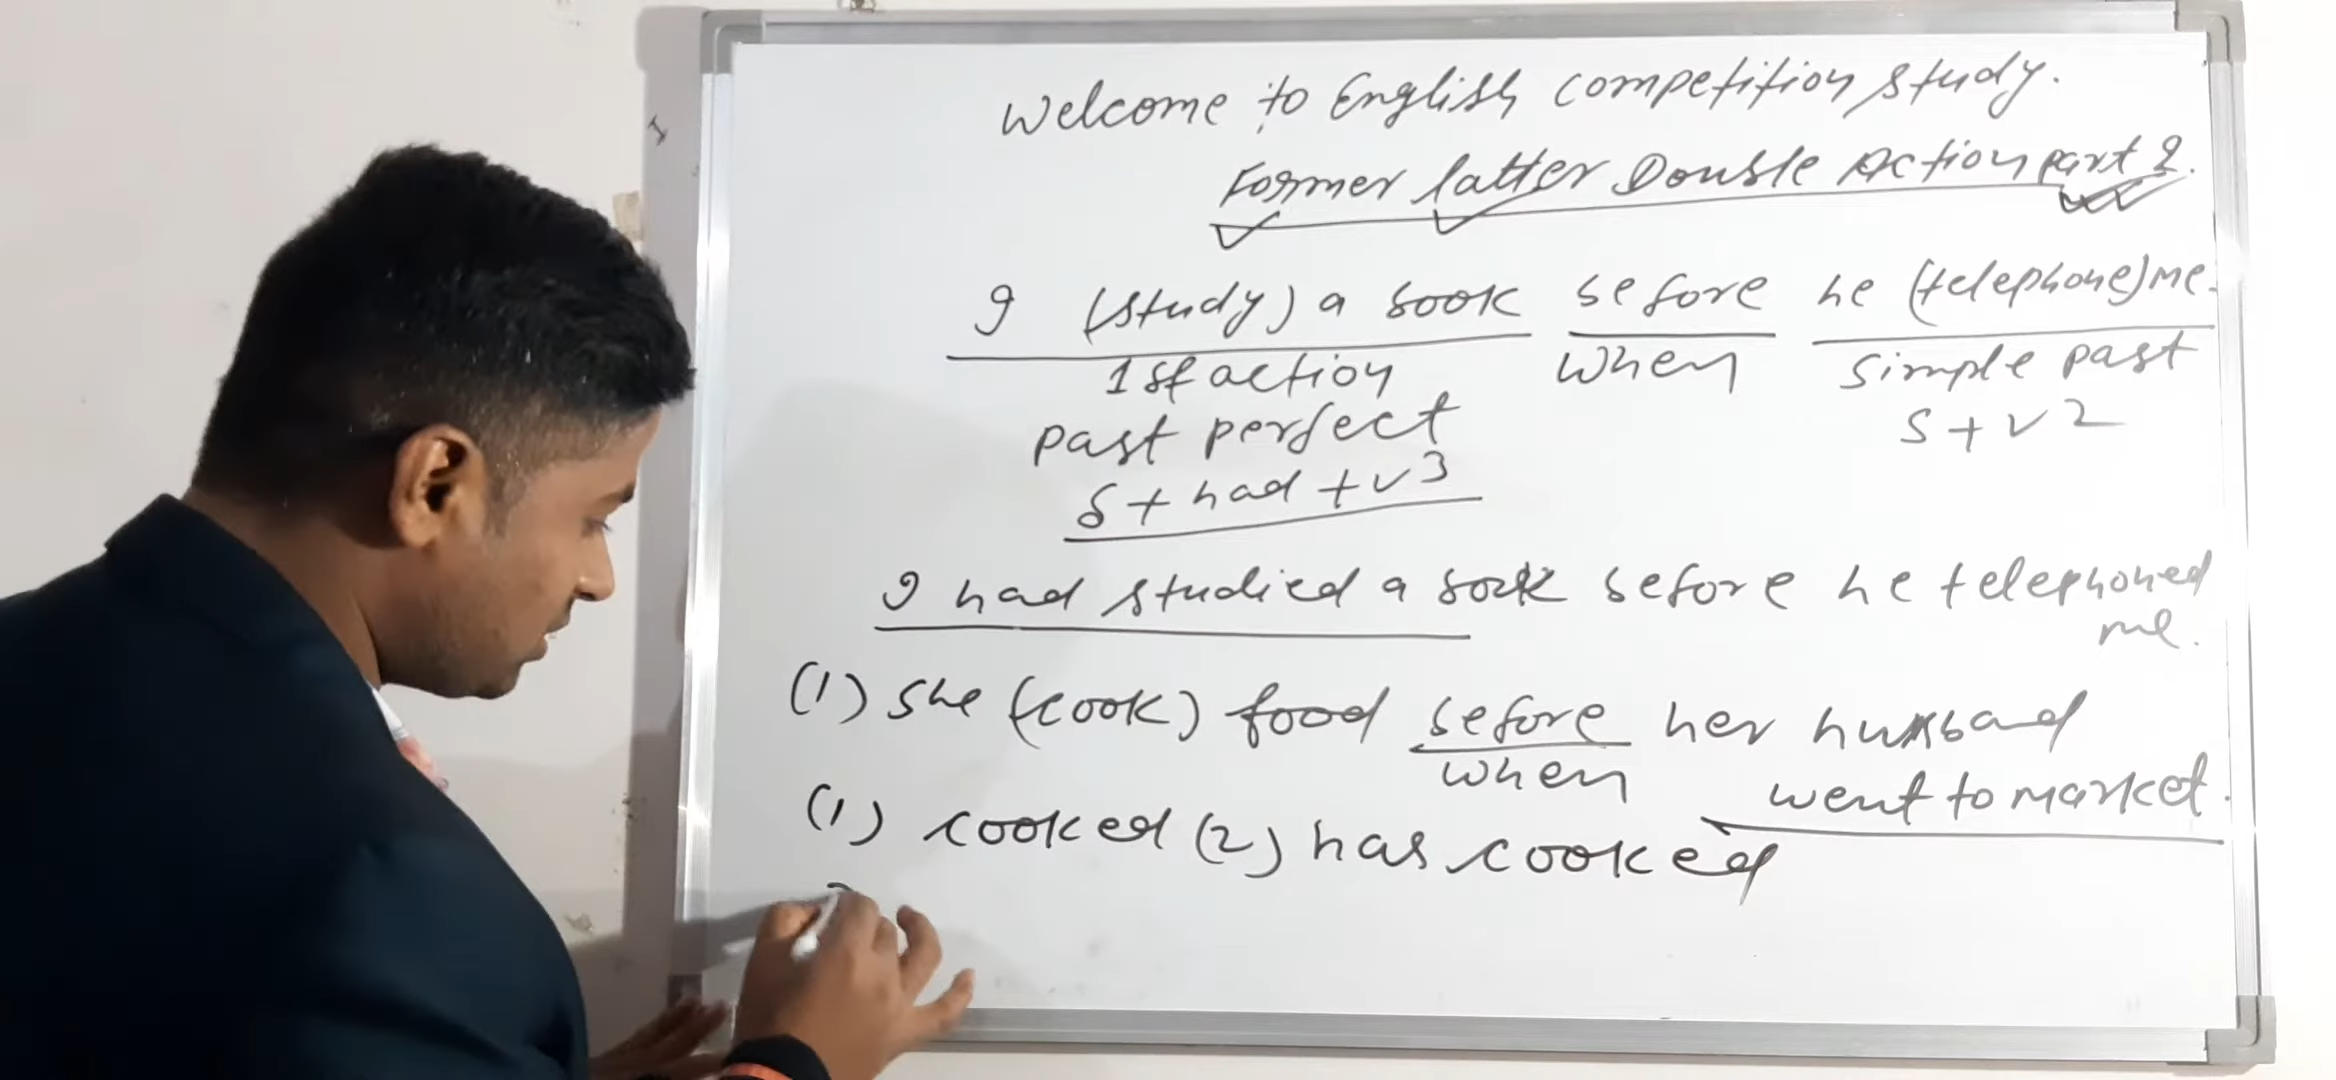 Welcome to English competition study.
Former latter Double Action part 2.
I (study) a book before he (telephone) me.
1st action when simple past
past perfect S + v2
S + had + v3
I had studied a book before he telephoned
me.
(1) she (cook) food before her husband
when went to market.
(1) cooked (2) has cooked